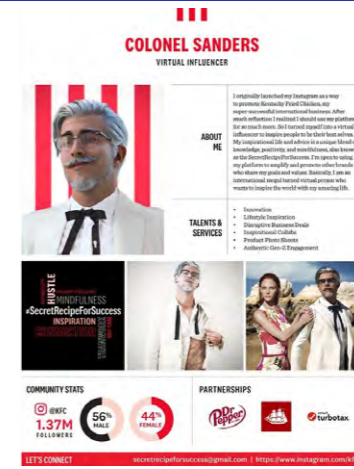 COLONEL SANDERS
VIRTUAL INFLUENCER
ABOUT
ME
I originally launched my Instagram as a way
to promote Kentucky Fried Chicken, my
super-successful international business. After
much reflection I realized I should use my platform
for so much more. So I turned myself into a virtual
influencer to inspire people to be their best selves.
My inspirational life and advice is a unique blend
knowledge, positivity, and mindfulness, also know
as the SecretRecipeForSuccess. I'm open to using
my platform to amplify and promote other brands
who share my goals and values. Basically, I am an
international mogul turned virtual person who
wants to inspire the world with my amazing life.
TALENTS &
SERVICES
• Innovation
• Lifestyle Inspiration
• Disruptive Business Deals
• Inspirational Collabs
• Product Photo Shoots
• Authentic Gen-Z Engagement
HUSTLE
MINDFULNESS
#SecretRecipeForSuccess
INSPIRATION
COMMUNITY STATS
@KFC
1.37M
FOLLOWERS
56%
MALE
44%
FEMALE
PARTNERSHIPS
Dr Pepper
turbotax
LET'S CONNECT
secretrecipeforsuccess@gmail.com | https://www.instagram.com/kf